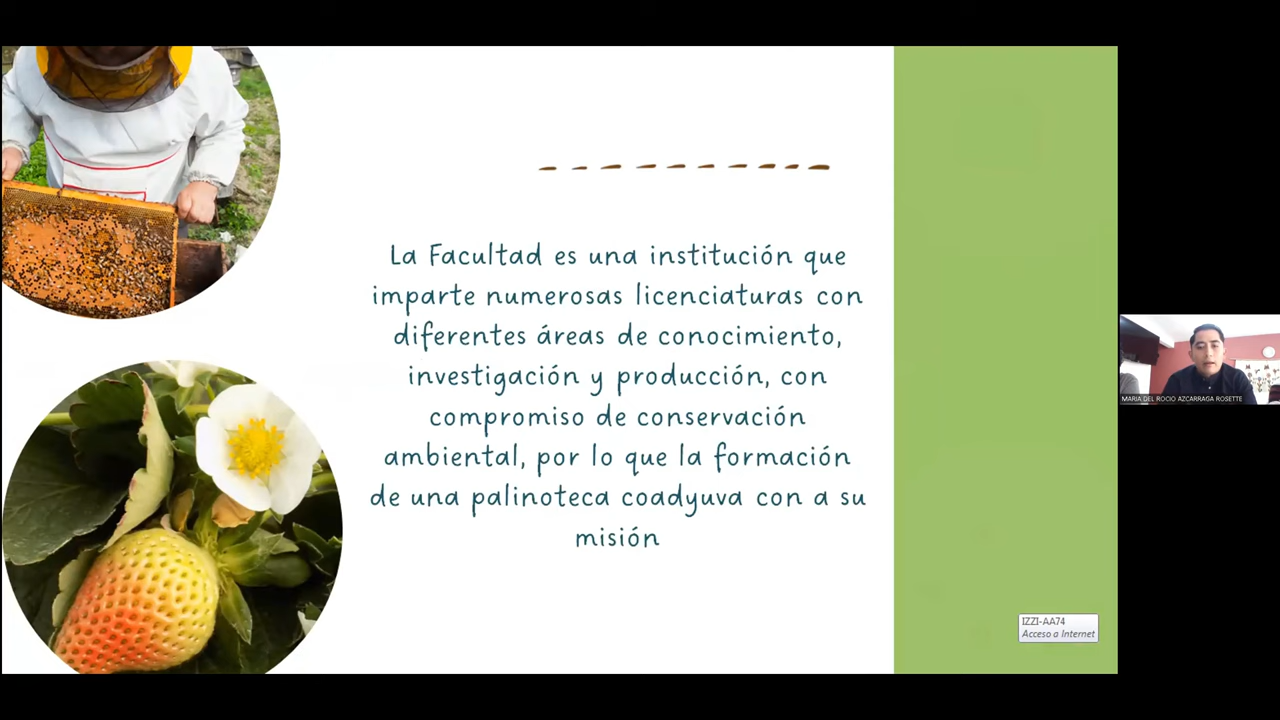 La Facultad es una institución que
imparte numerosas licenciaturas con
diferentes áreas de conocimiento,
investigación y producción, con
compromiso de conservación
ambiental, por lo que la formación
de una palinoteca coadyuva con a su
misión
MARIA DEL ROCIO AZCARRAGA ROSETTE
IZZI-AA74
Acceso a Internet